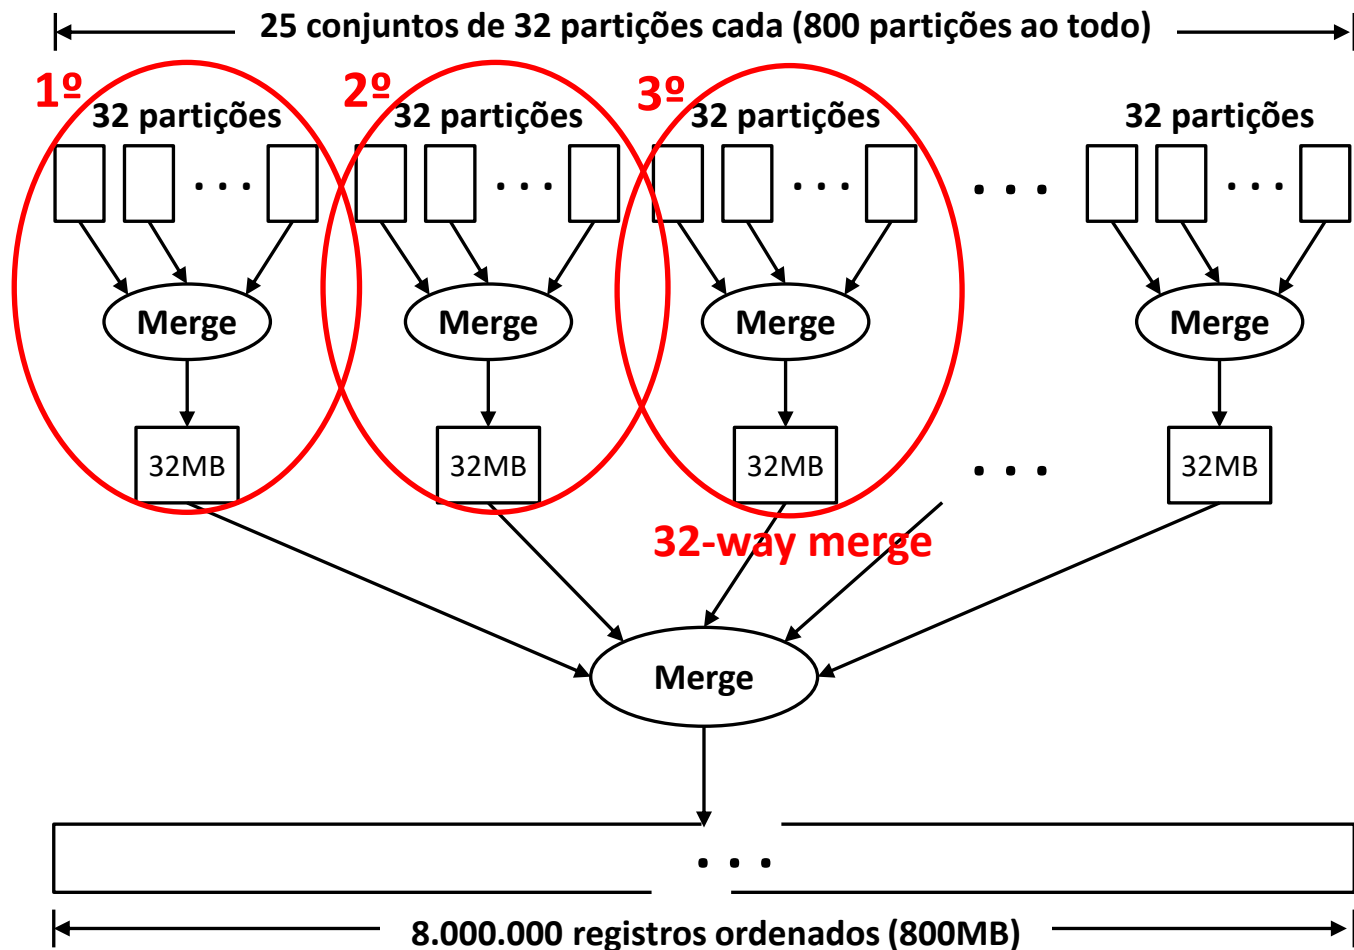 25 conjuntos de 32 partições cada (800 partições ao todo)
1º 2º 3º
32 partições 32 partições 32 partições 32 partições
. . . . . . . . . . . . . . .
Merge Merge Merge Merge
32MB 32MB 32MB . . . 32MB
32-way merge
Merge
. . .
8.000.000 registros ordenados (800MB)